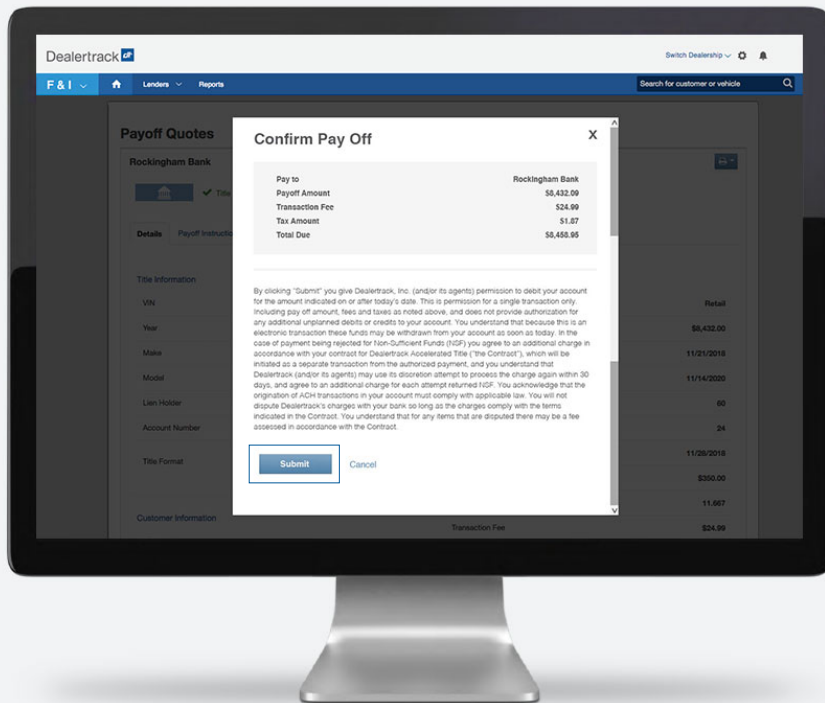 Dealertrack
Switch Dealership
F & I
Lenders
Reports
Search for customer or vehicle
Payoff Quotes
Rockingham Bank
Title
Details
Payoff Instructio
Title Information
VIN
Retail
Year
$8,432.00
Make
11/21/2018
Model
11/14/2020
Lien Holder
60
Account Number
24
Title Format
11/28/2018
$350.00
11.667
Customer Information
Transaction Fee
$24.99
Confirm Pay Off
X
Pay to Rockingham Bank
Payoff Amount $8,432.09
Transaction Fee $24.99
Tax Amount $1.87
Total Due $8,458.95
By clicking "Submit" you give Dealertrack, Inc. (and/or its agents) permission to debit your account
for the amount indicated on or after today's date. This is permission for a single transaction only.
Including pay off amount, fees and taxes as noted above, and does not provide authorization for
any additional unplanned debits or credits to your account. You understand that because this is an
electronic transaction these funds may be withdrawn from your account as soon as today. In the
case of payment being rejected for Non-Sufficient Funds (NSF) you agree to an additional charge in
accordance with your contract for Dealertrack Accelerated Title ("the Contract"), which will be
initiated as a separate transaction from the authorized payment, and you understand that
Dealertrack (and/or its agents) may use its discretion attempt to process the charge again within 30
days, and agree to an additional charge for each attempt returned NSF. You acknowledge that the
origination of ACH transactions in your account must comply with applicable law. You will not
dispute Dealertrack's charges with your bank so long as the charges comply with the terms
indicated in the Contract. You understand that for any items that are disputed there may be a fee
assessed in accordance with the Contract.
Submit
Cancel